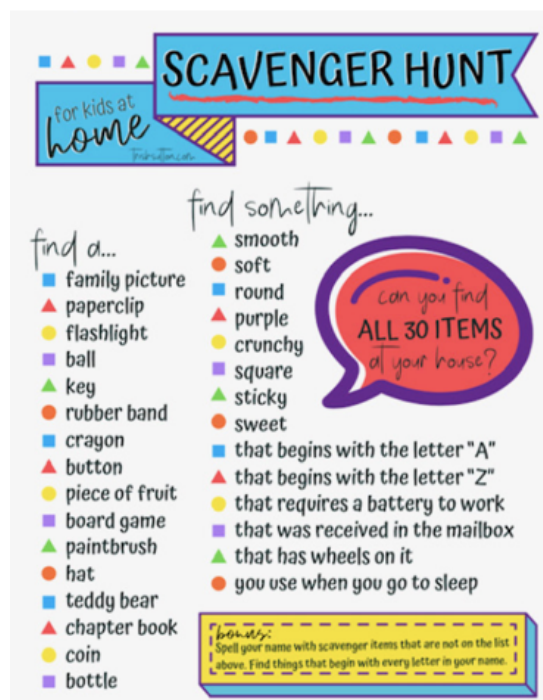 SCAVENGER HUNT
for kids at
home
find a...
family picture
paperclip
flashlight
ball
key
rubber band
crayon
button
piece of fruit
board game
paintbrush
hat
teddy bear
chapter book
coin
bottle
find something...
smooth
soft
round
purple
crunchy
square
sticky
sweet
that begins with the letter "A"
that begins with the letter "Z"
that requires a battery to work
that was received in the mailbox
that has wheels on it
you use when you go to sleep
can you find
ALL 30 ITEMS
at your house?
bonus:
Spell your name with scavenger items that are not on the list
above. Find things that begin with every letter in your name.